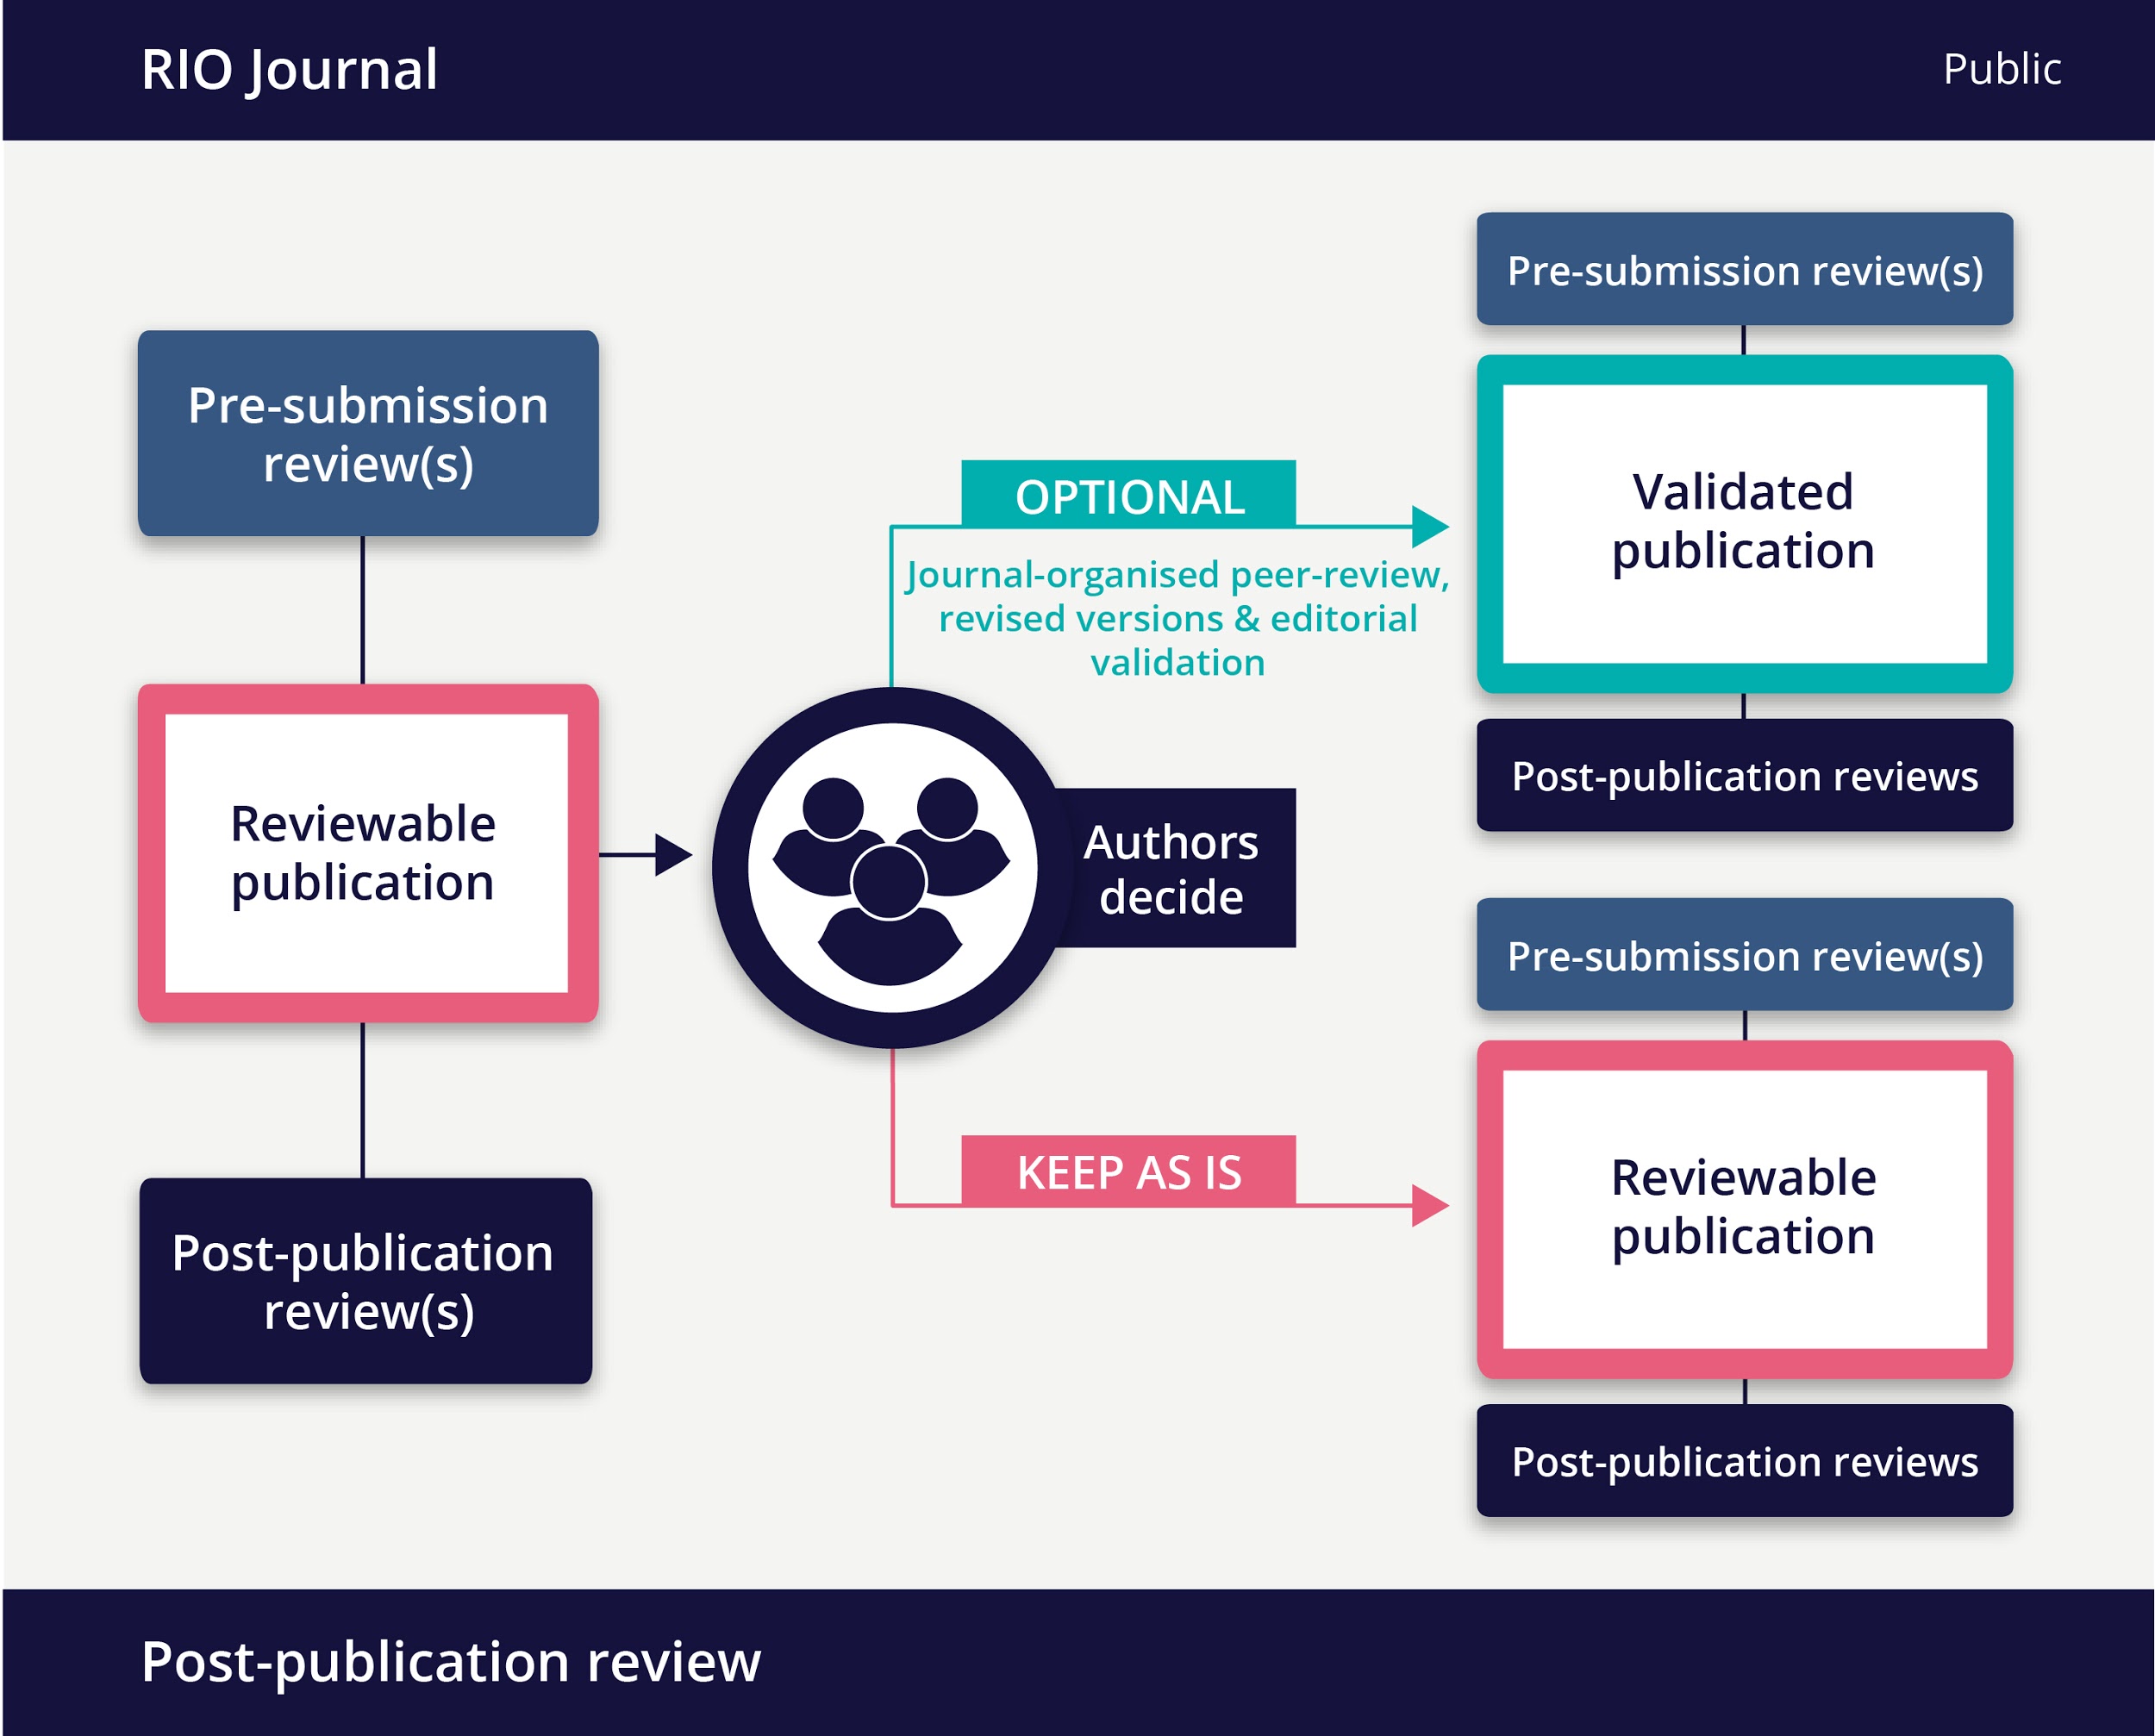 RIO Journal
Public
Pre-submission
review(s)
Reviewable
publication
Post-publication
review(s)
OPTIONAL
Journal-organised peer-review,
revised versions & editorial
validation
Authors
decide
KEEP AS IS
Pre-submission review(s)
Validated
publication
Post-publication reviews
Pre-submission review(s)
Reviewable
publication
Post-publication reviews
Post-publication review